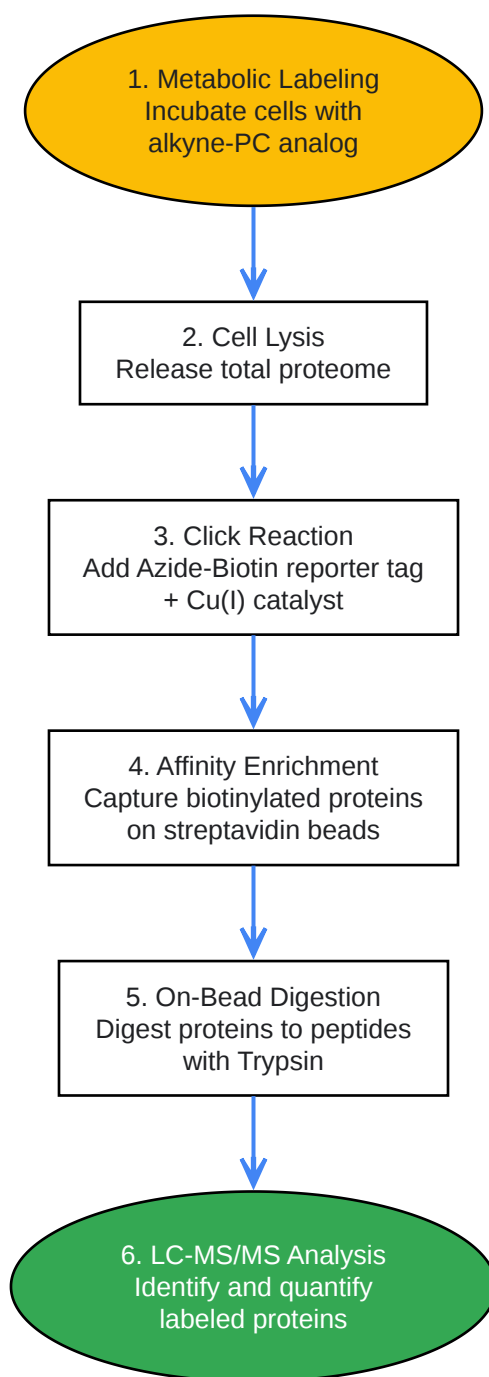 1. Metabolic Labeling
Incubate cells with
alkyne-PC analog
2. Cell Lysis
Release total proteome
3. Click Reaction
Add Azide-Biotin reporter tag
+ Cu(I) catalyst
4. Affinity Enrichment
Capture biotinylated proteins
on streptavidin beads
5. On-Bead Digestion
Digest proteins to peptides
with Trypsin
6. LC-MS/MS Analysis
Identify and quantify
labeled proteins